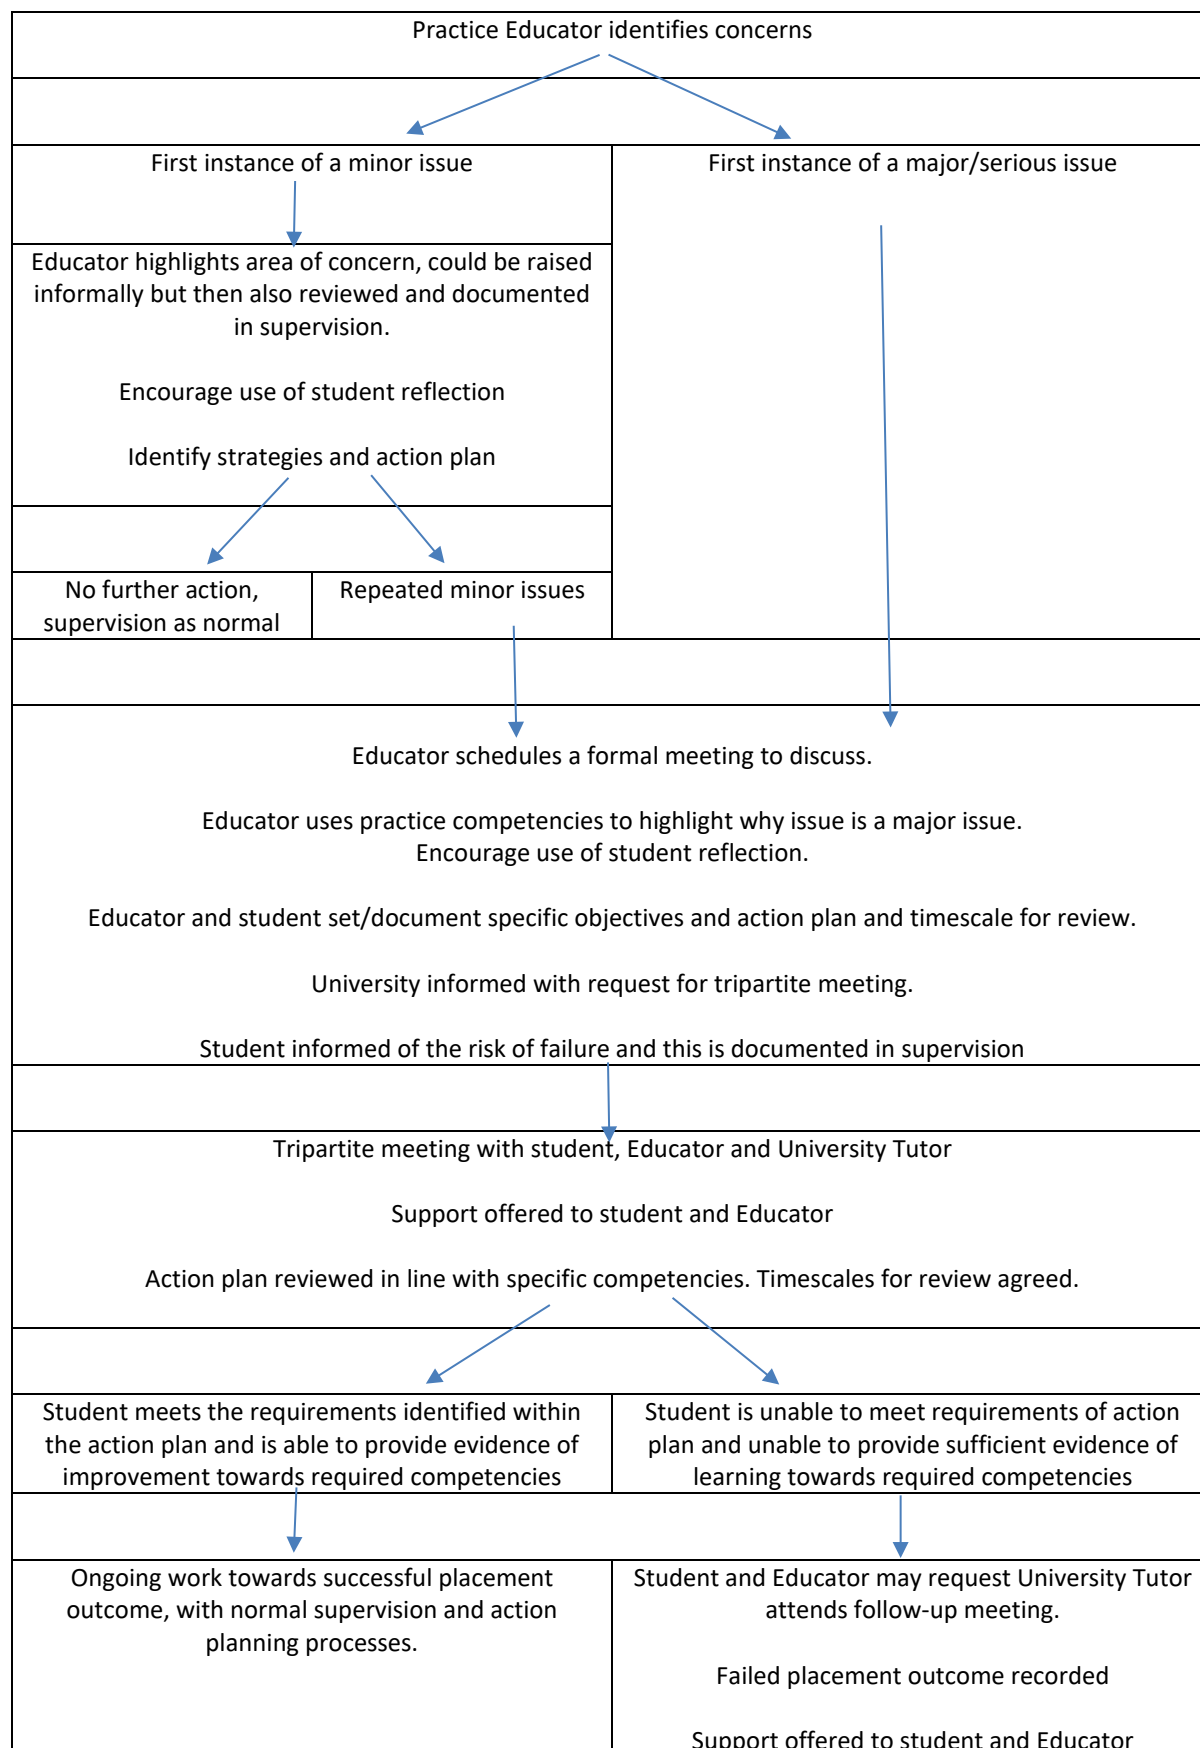 Practice Educator identifies concerns
First instance of a minor issue
First instance of a major/serious issue
Educator highlights area of concern, could be raised
informally but then also reviewed and documented
in supervision.
Encourage use of student reflection
Identify strategies and action plan
No further action,
supervision as normal
Repeated minor issues
Educator schedules a formal meeting to discuss.
Educator uses practice competencies to highlight why issue is a major issue.
Encourage use of student reflection.
Educator and student set/document specific objectives and action plan and timescale for review.
University informed with request for tripartite meeting.
Student informed of the risk of failure and this is documented in supervision
Tripartite meeting with student, Educator and University Tutor
Support offered to student and Educator
Action plan reviewed in line with specific competencies. Timescales for review agreed.
Student meets the requirements identified within
the action plan and is able to provide evidence of
improvement towards required competencies
Student is unable to meet requirements of action
plan and unable to provide sufficient evidence of
learning towards required competencies
Ongoing work towards successful placement
outcome, with normal supervision and action
planning processes.
Student and Educator may request University Tutor
attends follow-up meeting.
Failed placement outcome recorded
Support offered to student and Educator